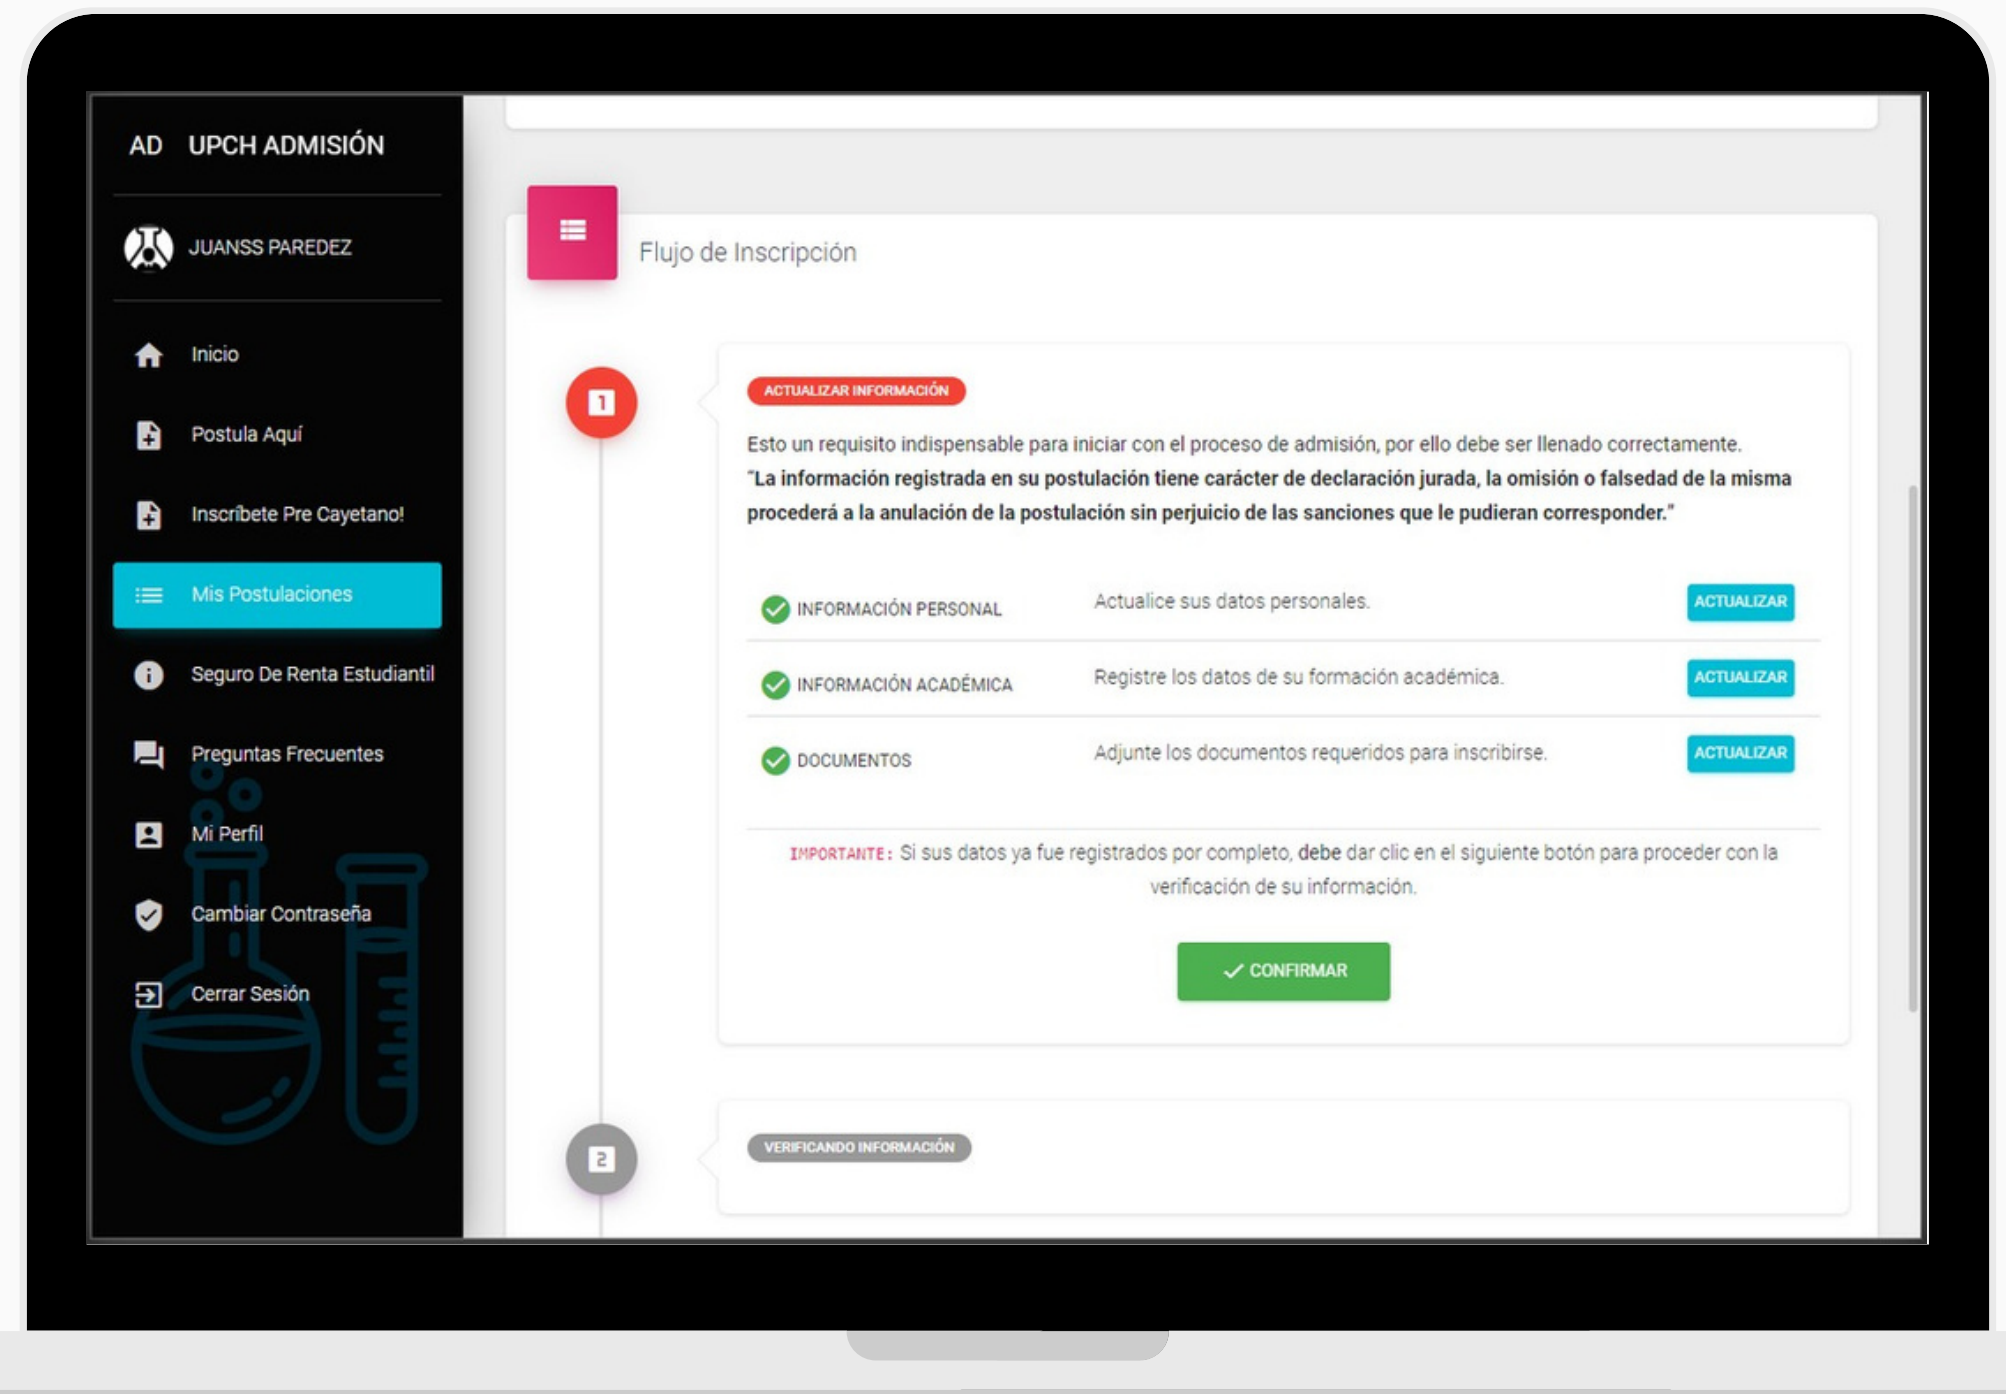 AD UPCH ADMISIÓN
JUANSS PAREDEZ
Inicio
Postula Aquí
Inscríbete Pre Cayetano!
Mis Postulaciones
Seguro De Renta Estudiantil
Preguntas Frecuentes
Mi Perfil
Cambiar Contraseña
Cerrar Sesión
Flujo de Inscripción
1
ACTUALIZAR INFORMACIÓN
Esto un requisito indispensable para iniciar con el proceso de admisión, por ello debe ser llenado correctamente.
"La información registrada en su postulación tiene carácter de declaración jurada, la omisión o falsedad de la misma
procederá a la anulación de la postulación sin perjuicio de las sanciones que le pudieran corresponder."
INFORMACIÓN PERSONAL Actualice sus datos personales. ACTUALIZAR
INFORMACIÓN ACADÉMICA Registre los datos de su formación académica. ACTUALIZAR
DOCUMENTOS Adjunte los documentos requeridos para inscribirse. ACTUALIZAR
IMPORTANTE: Si sus datos ya fue registrados por completo, debe dar clic en el siguiente botón para proceder con la
verificación de su información.
CONFIRMAR
2
VERIFICANDO INFORMACIÓN